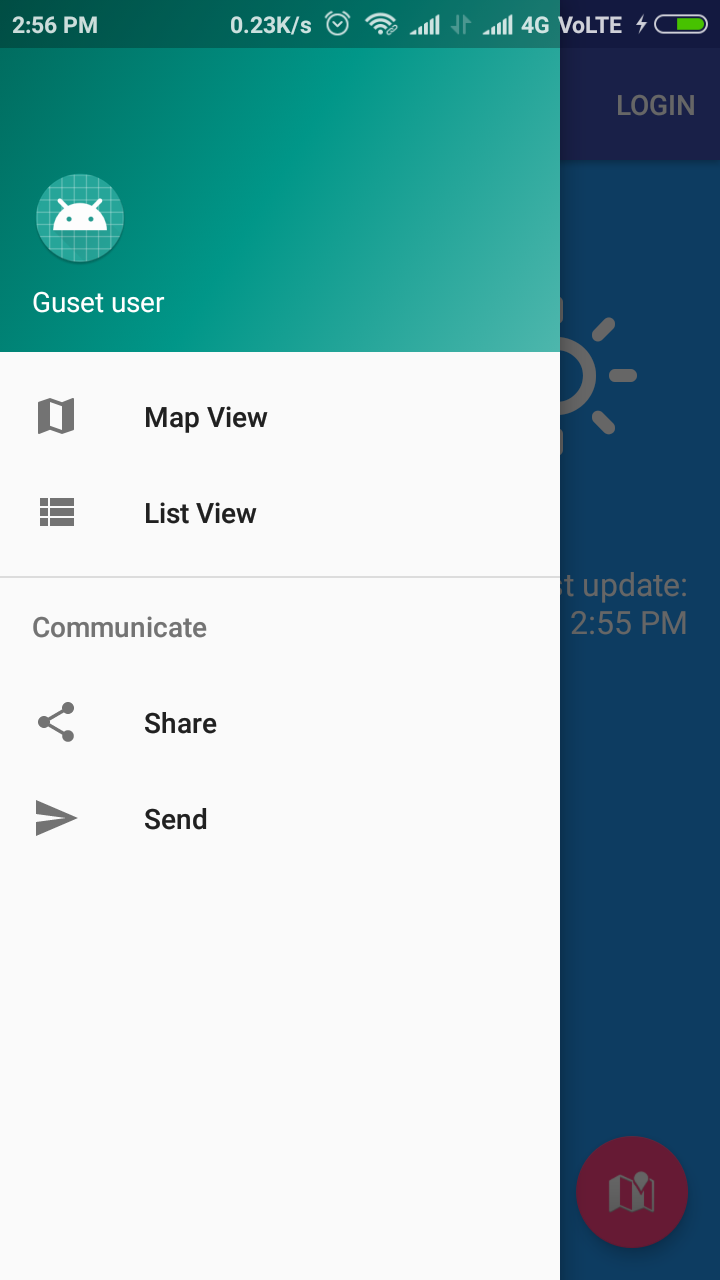 2:56 PM 0.23K/s 4G VoLTE
LOGIN
Guset user
Map View
List View
t update:
2:55 PM
Communicate
Share
Send